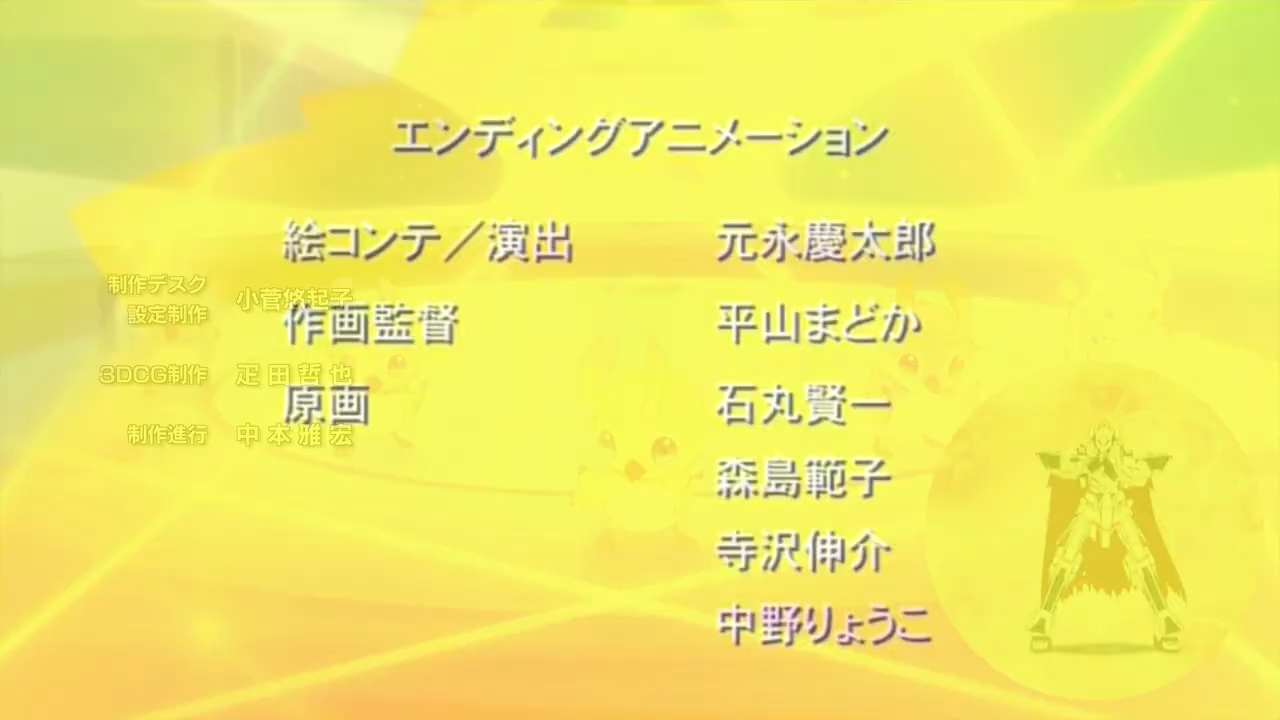 エンディングアニメーション
絵コンテ／演出 元永慶太郎
作画監督 平山まどか
原画 石丸賢一
森島範子
寺沢伸介
中野りょうこ
制作デスク
設定制作 小菅悠起子
3DCG制作 疋田哲也
制作進行 中本雅宏